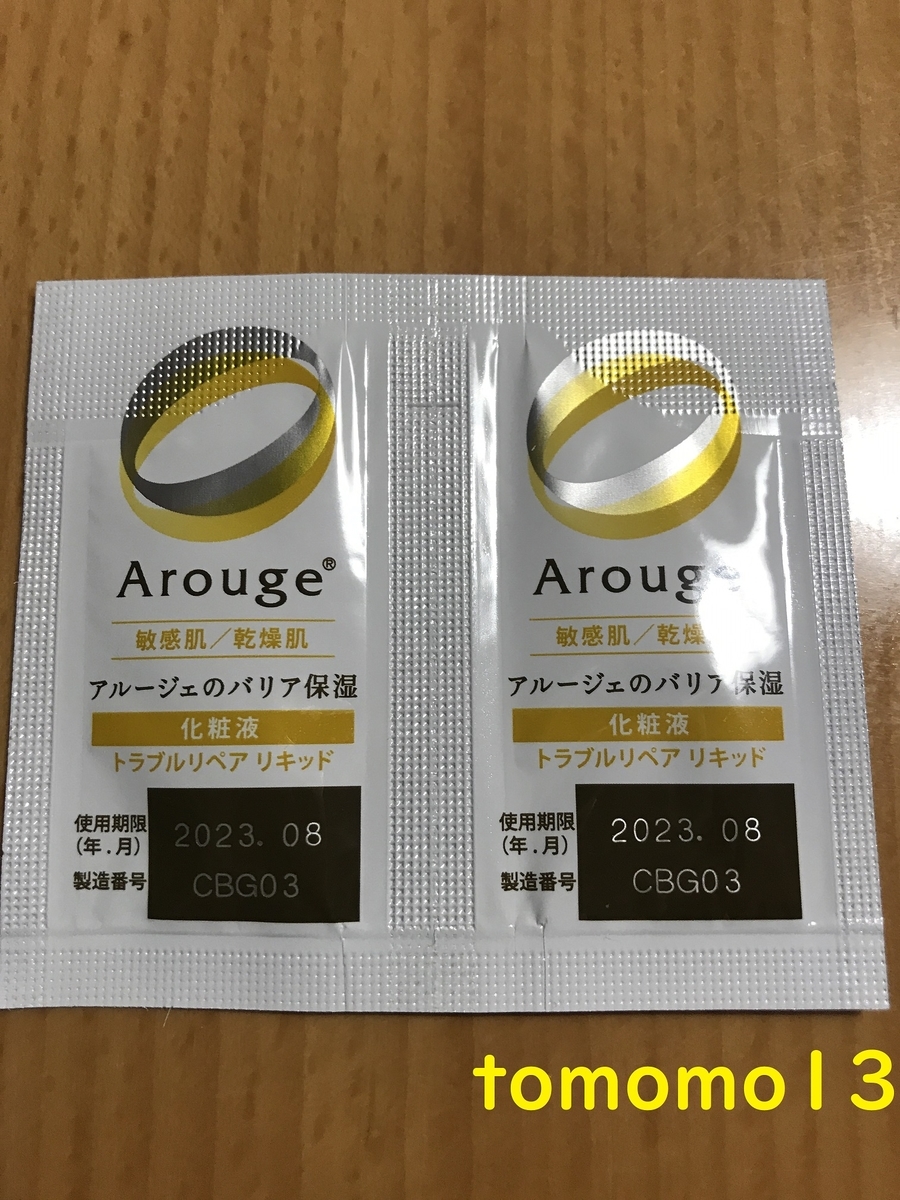 Arouge®
敏感肌／乾燥肌
アルージェのバリア保湿
化粧液
トラブルリペア リキッド
使用期限
(年.月)
2023. 08
製造番号
CBG03
Arouge
敏感肌／乾燥
アルージェのバリア保湿
化粧液
トラブルリペア リキッド
使用期限
(年.月)
2023. 08
製造番号
CBG03
tomomo13